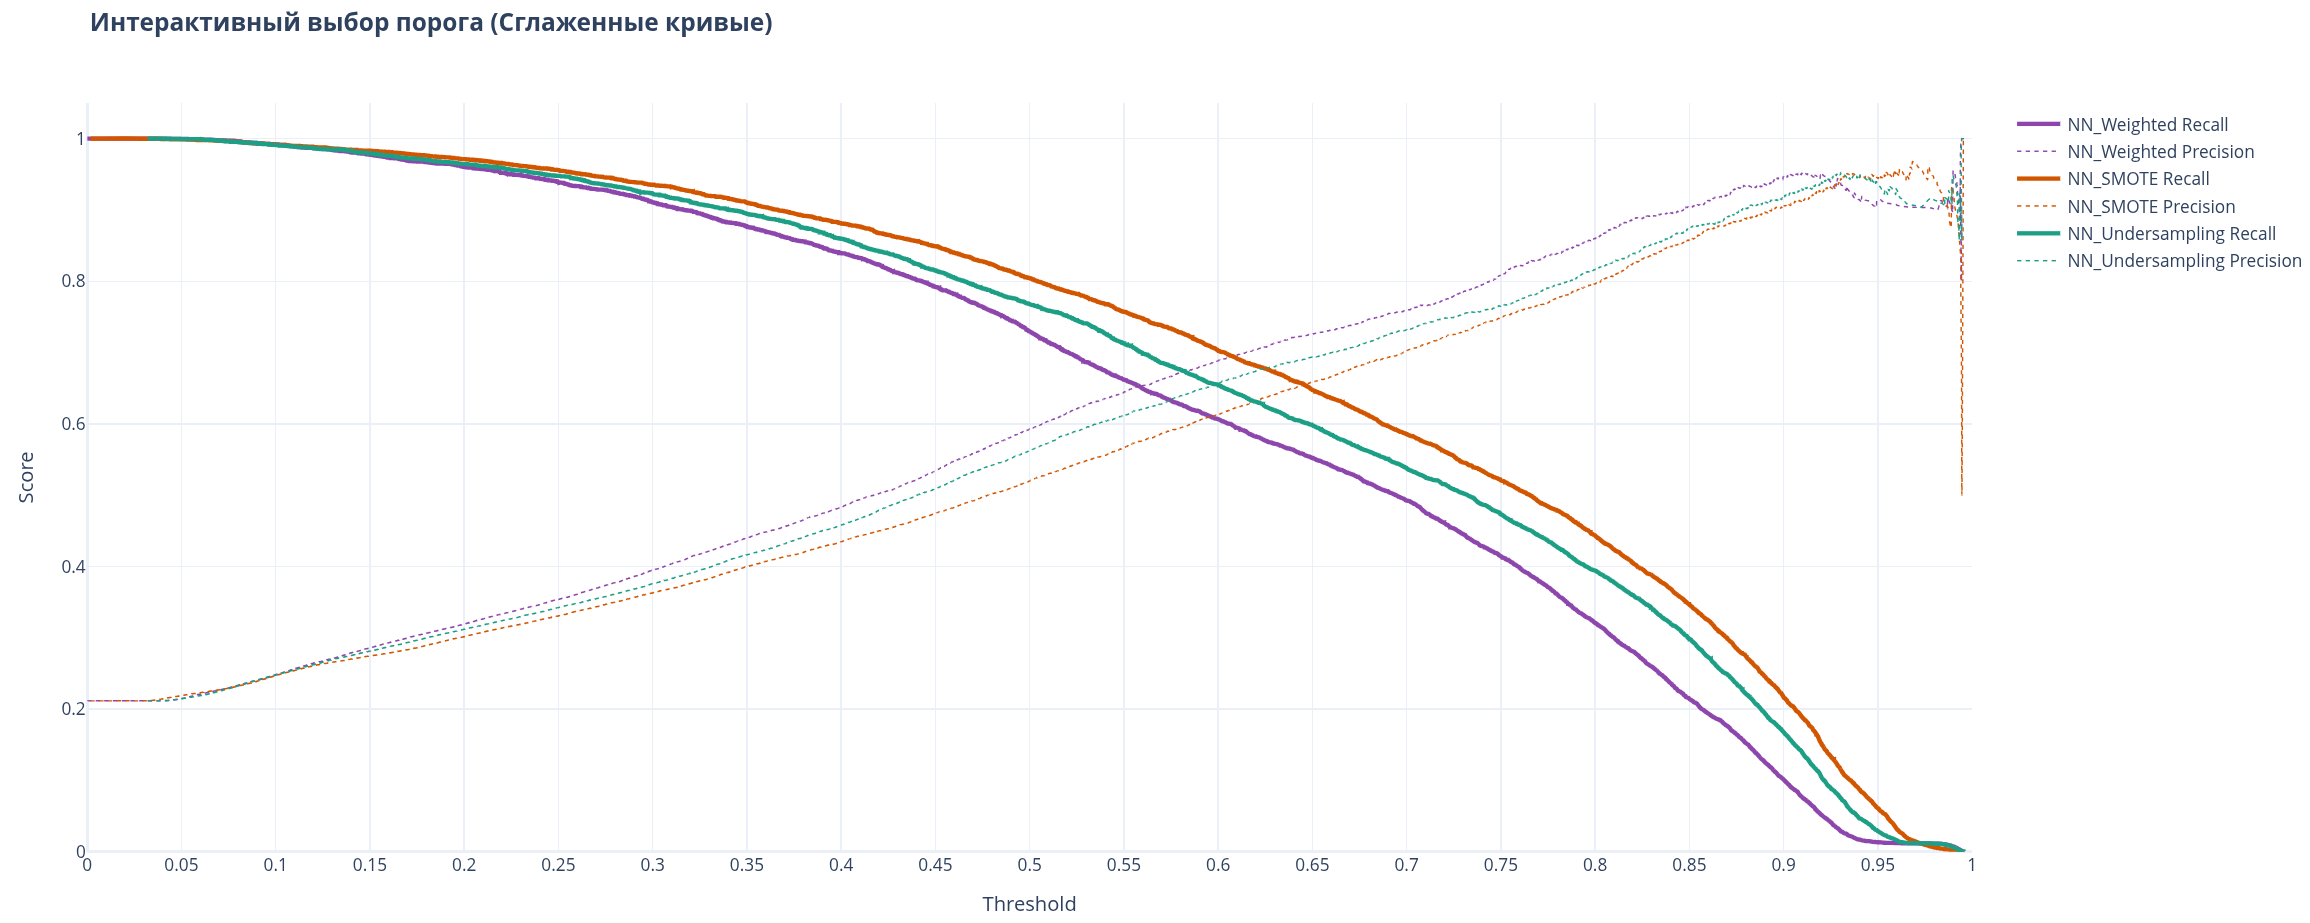 Интерактивный выбор порога (Сглаженные кривые)
NN_Weighted Recall
NN_Weighted Precision
NN_SMOTE Recall
NN_SMOTE Precision
NN_Undersampling Recall
NN_Undersampling Precision
1
0.8
0.6
0.4
0.2
0
Score
0 0.05 0.1 0.15 0.2 0.25 0.3 0.35 0.4 0.45 0.5 0.55 0.6 0.65 0.7 0.75 0.8 0.85 0.9 0.95 1
Threshold